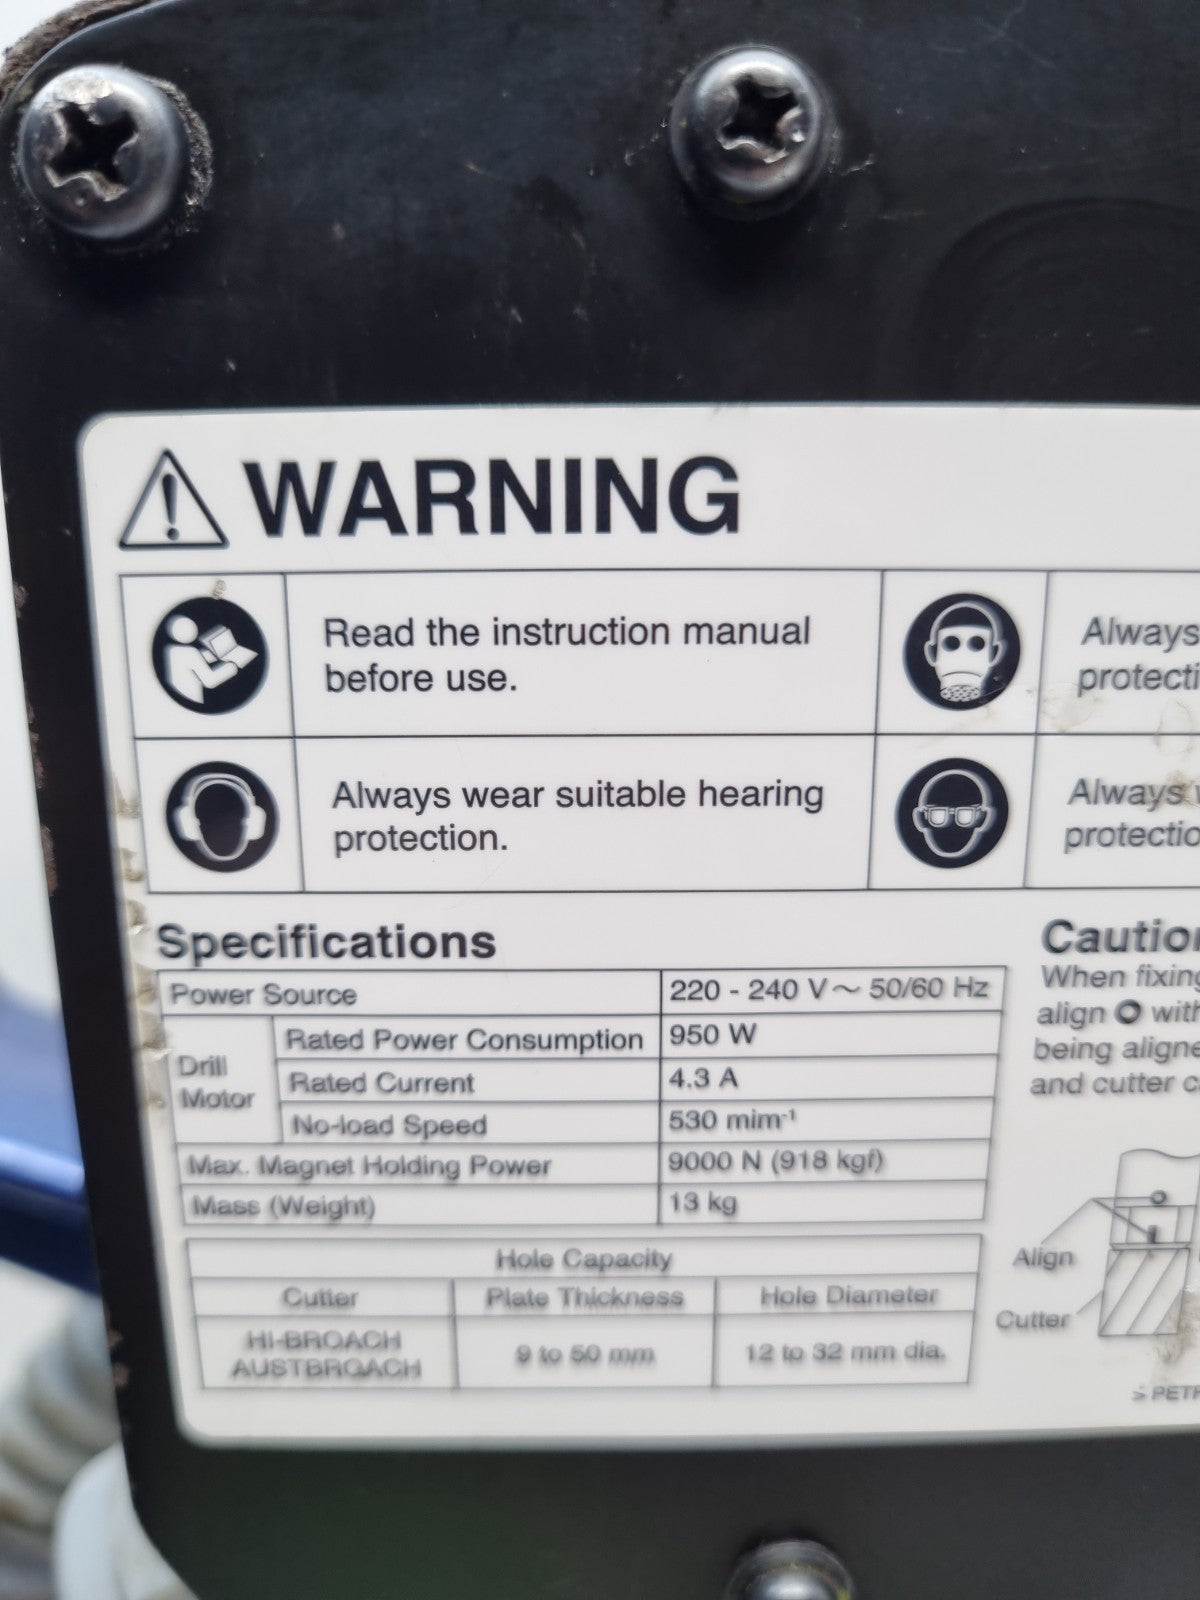 WARNING
Read the instruction manual
before use.
Always
Always wear suitable hearing
protection.
Always
Specifications
Power Source 220 - 240 V～ 50/60 Hz
Drill
Motor
Rated Power Consumption 950 W
Rated Current 4.3 A
No-load Speed 530 mim⁻¹
Max. Magnet Holding Power 9000 N (918 kgf)
Mass (Weight) 13 kg
Hole Capacity
Cutter Plate Thickness Hole Diameter
HI-BROACH
AUSTBROACH
9 to 50 mm
12 to 32 mm dia.
When fixing
align O with
being aligne
and cutter c
Align
Cutter